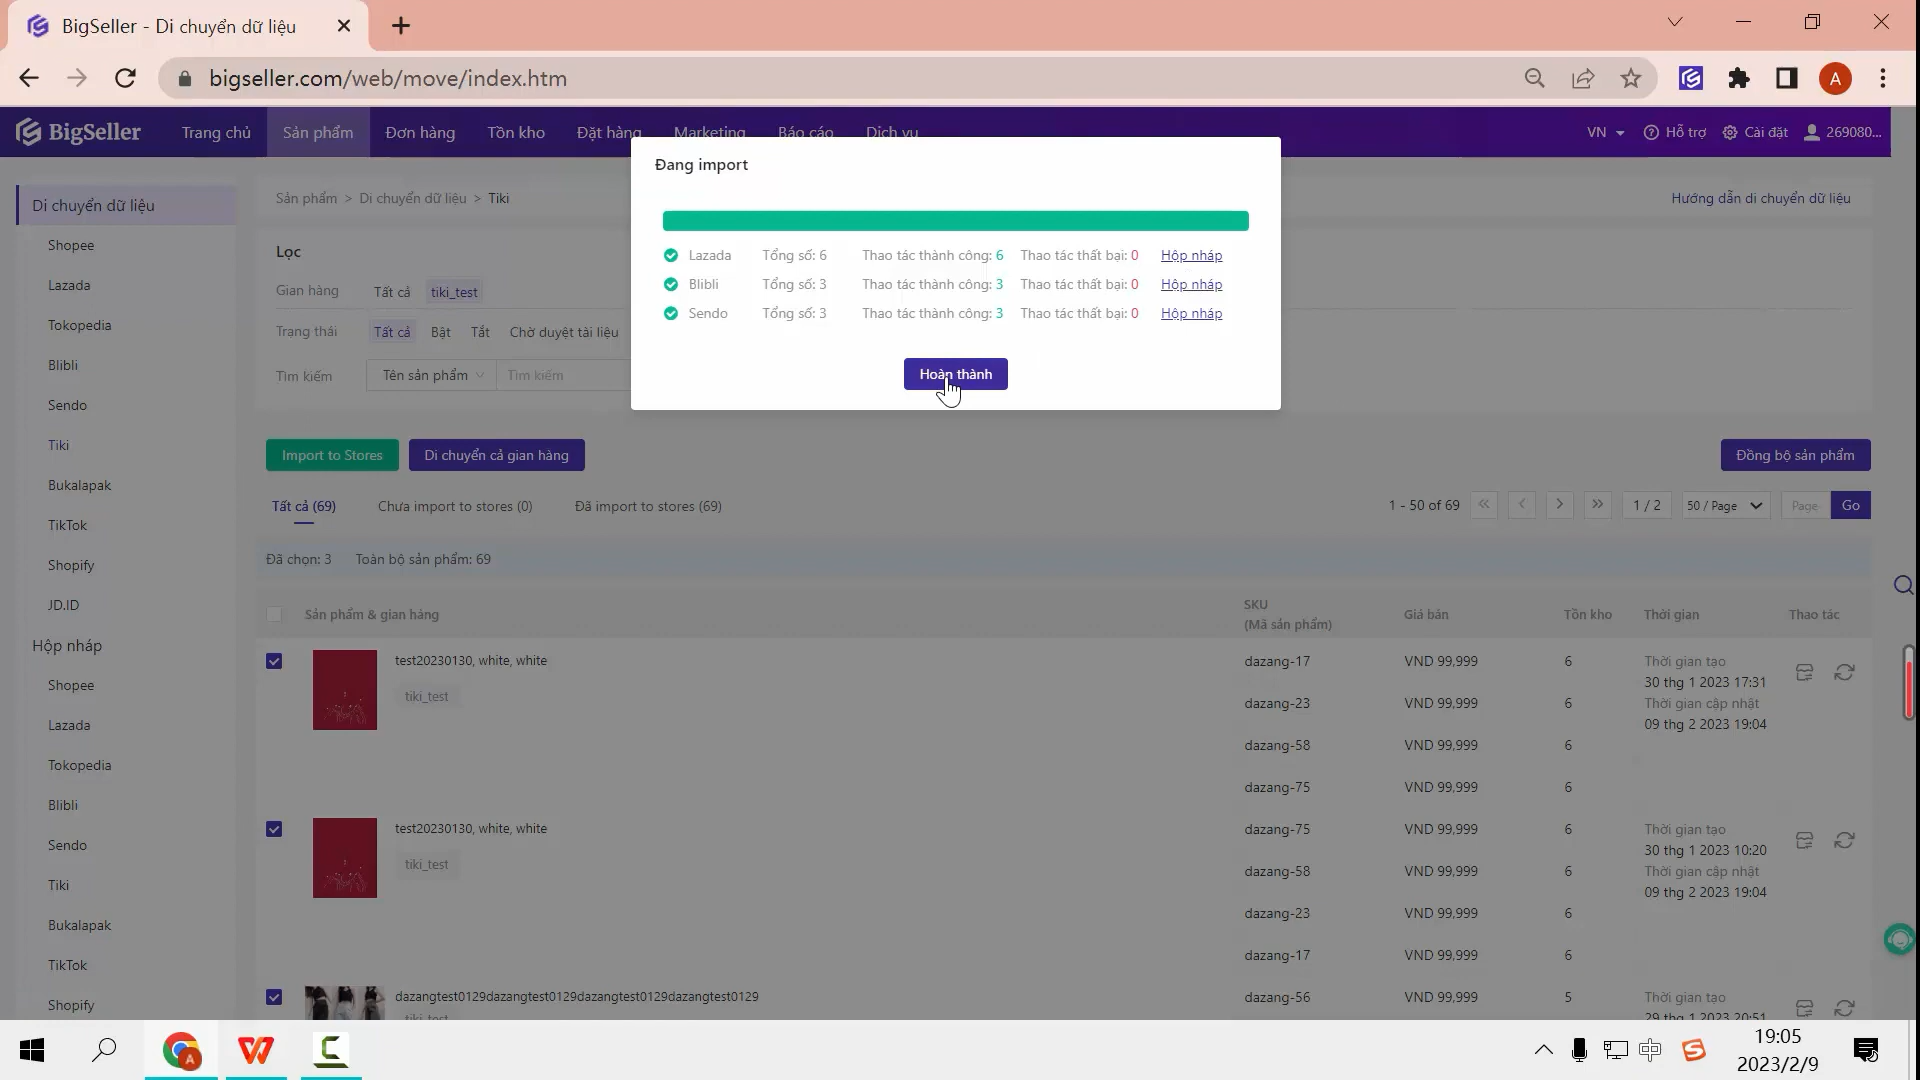 BigSeller - Di chuyển dữ liệu
bigseller.com/web/move/index.htm
A
BigSeller
Trang chủ
Sản phẩm
Đơn hàng
Tồn kho
Đặt hàng
Marketing
Báo cáo
Dịch vụ
VN
Hỗ trợ
Cài đặt
269080...
Di chuyển dữ liệu
Shopee
Lazada
Tokopedia
Blibli
Sendo
Tiki
Bukalapak
TikTok
Shopify
JD.ID
Hộp nháp
Shopee
Lazada
Tokopedia
Blibli
Sendo
Tiki
Bukalapak
TikTok
Shopify
Sản phẩm > Di chuyển dữ liệu > Tiki
Hướng dẫn di chuyển dữ liệu
Lọc
Gian hàng Tất cả tiki_test
Trạng thái Tất cả Bật Tắt Chờ duyệt tài liệu
Tìm kiếm Tên sản phẩm Tìm kiếm
Đang import
Lazada Tổng số: 6 Thao tác thành công: 6 Thao tác thất bại: 0 Hộp nháp
Blibli Tổng số: 3 Thao tác thành công: 3 Thao tác thất bại: 0 Hộp nháp
Sendo Tổng số: 3 Thao tác thành công: 3 Thao tác thất bại: 0 Hộp nháp
Hoàn thành
Import to Stores Di chuyển cả gian hàng Đồng bộ sản phẩm
Tất cả (69) Chưa import to stores (0) Đã import to stores (69) 1 - 50 of 69 1 / 2 50 / Page Page Go
Đã chọn: 3 Toàn bộ sản phẩm: 69
Sản phẩm & gian hàng SKU (Mã sản phẩm) Giá bán Tồn kho Thời gian Thao tác
test20230130, white, white
tiki_test
dazang-17 VND 99,999 6
dazang-23 VND 99,999 6
dazang-58 VND 99,999 6
dazang-75 VND 99,999 6
Thời gian tạo
30 thg 1 2023 17:31
Thời gian cập nhật
09 thg 2 2023 19:04
test20230130, white, white
tiki_test
dazang-75 VND 99,999 6
dazang-58 VND 99,999 6
dazang-23 VND 99,999 6
dazang-17 VND 99,999 6
Thời gian tạo
30 thg 1 2023 10:20
Thời gian cập nhật
09 thg 2 2023 19:04
dazangtest0129dazangtest0129dazangtest0129dazangtest0129
tiki_test
dazang-56 VND 99,999 5
Thời gian tạo
29 thg 1 2023 20:51
中
19:05
2023/2/9